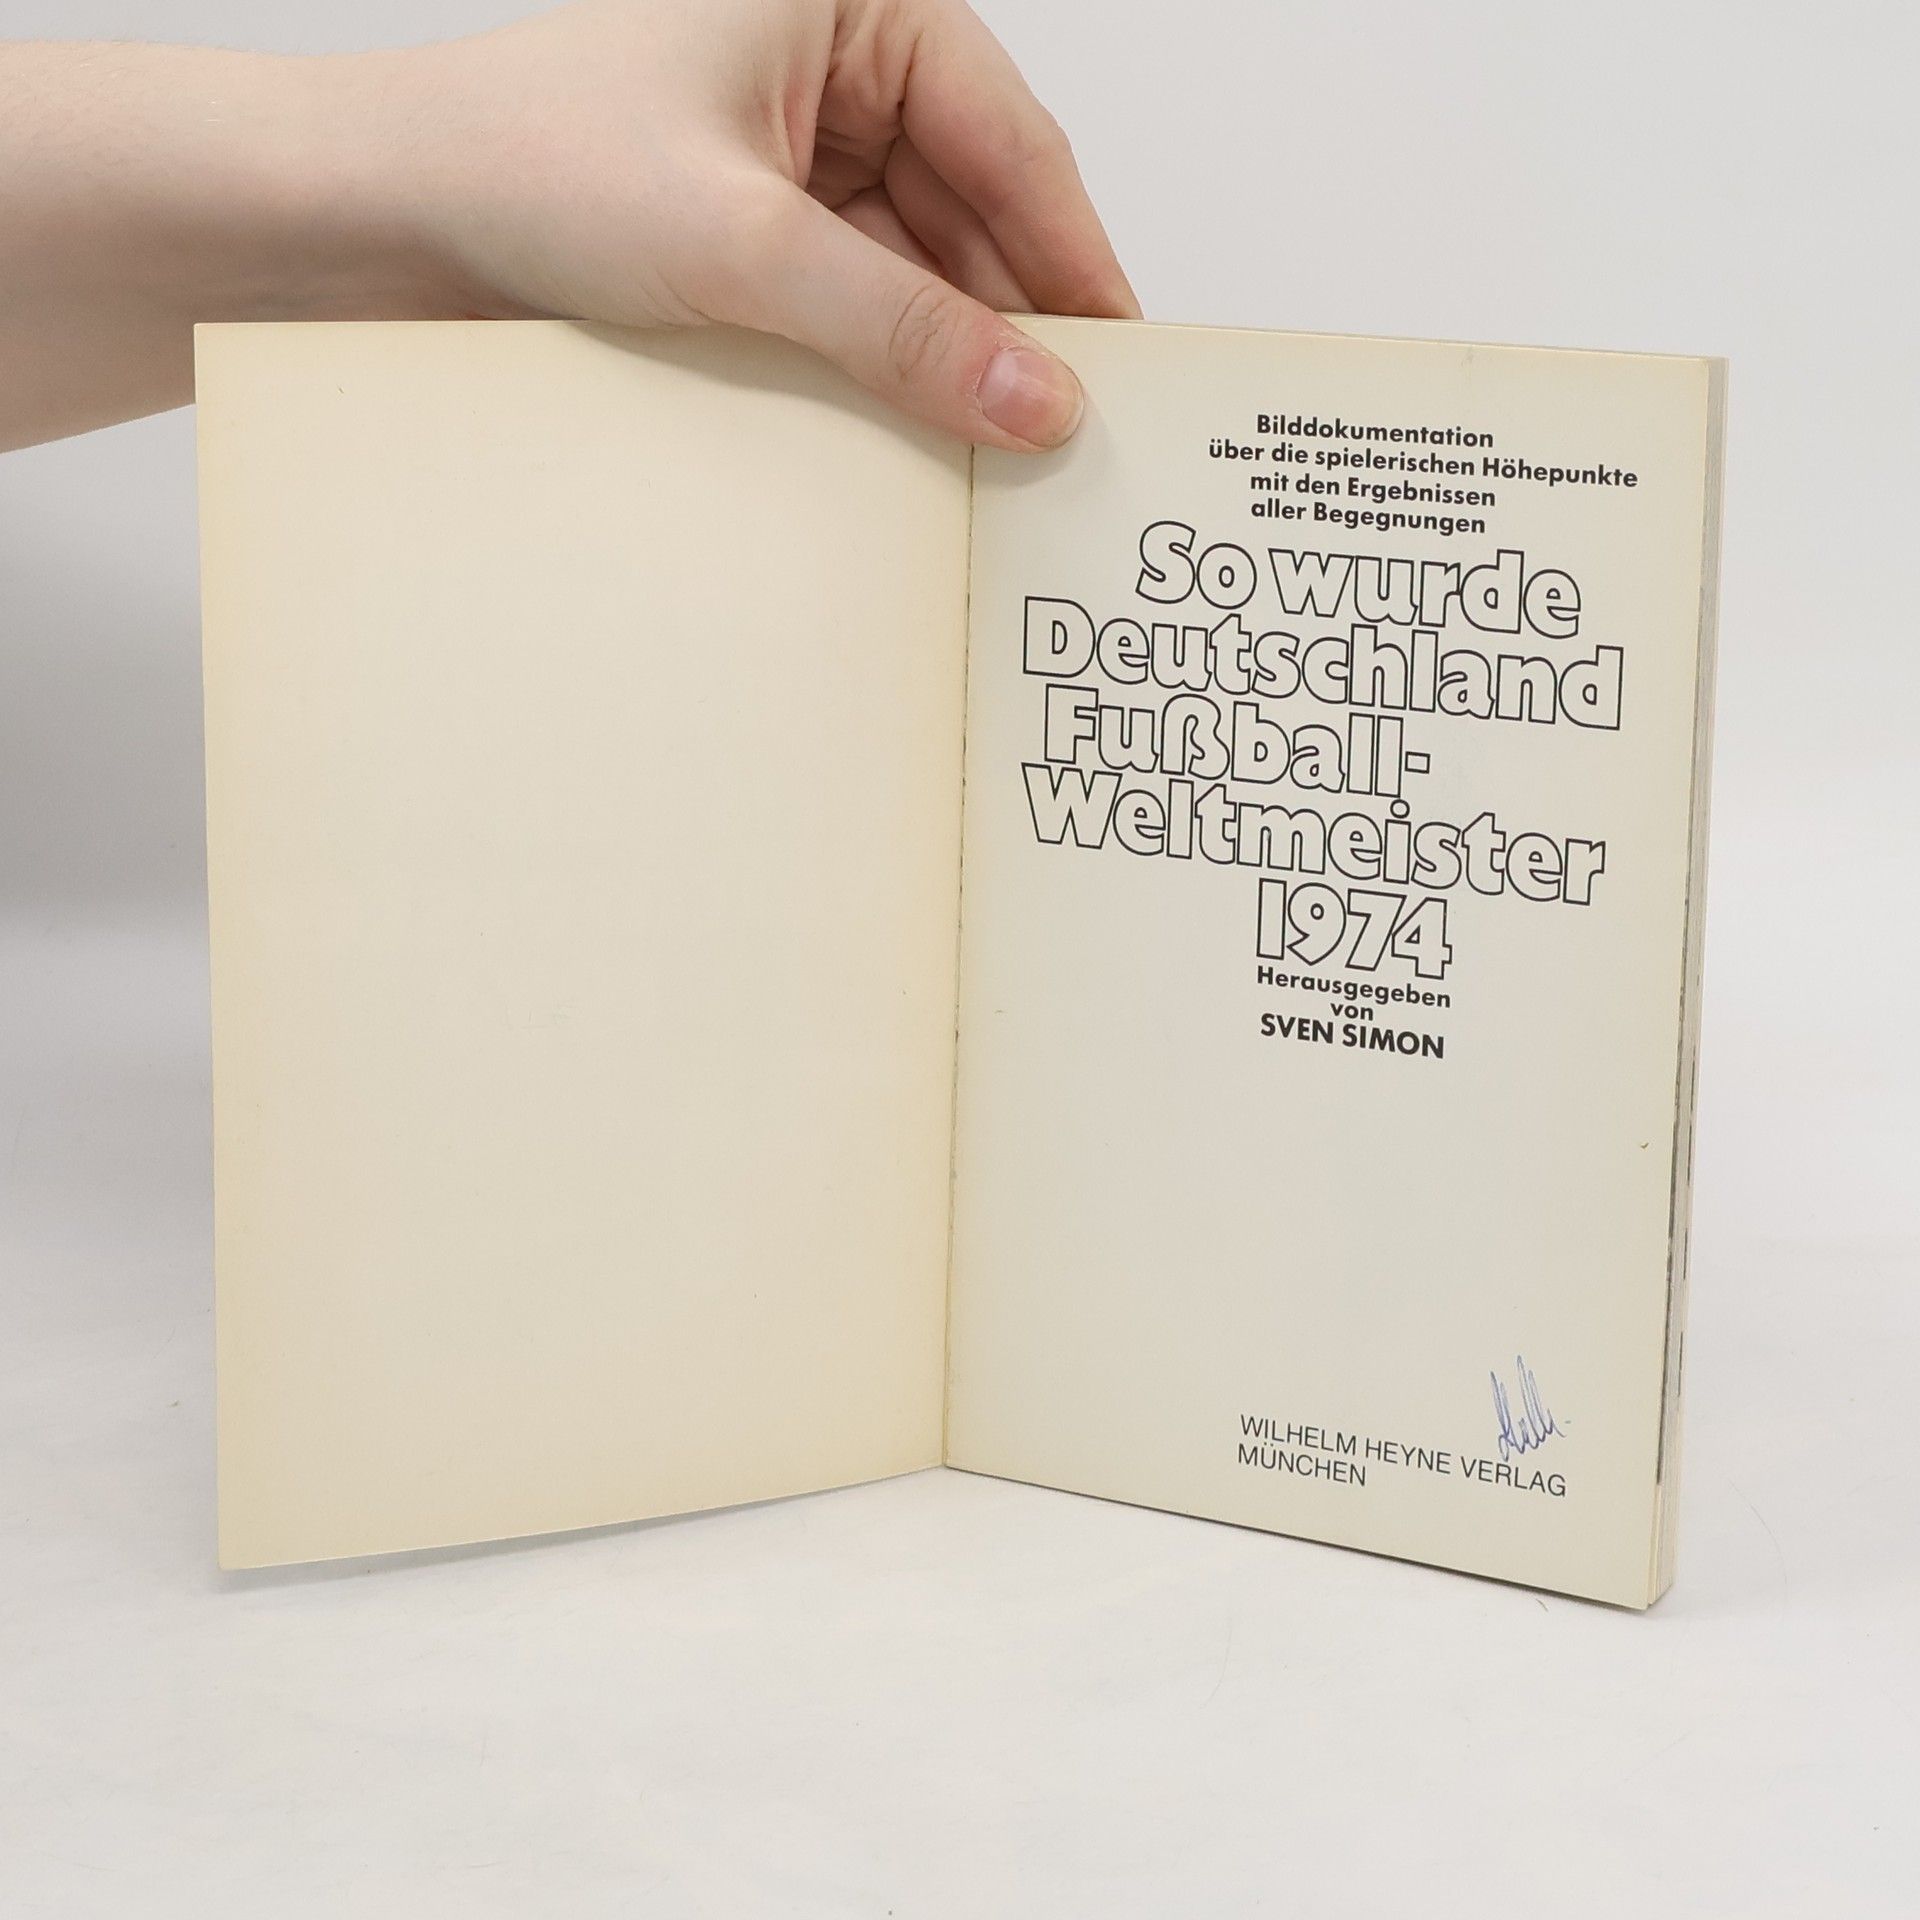 Bilddokumentation
über die spielerischen Höhepunkte
mit den Ergebnissen
aller Begegnungen
So wurde
Deutschland
Fußball-
Weltmeister
1974
Herausgegeben
von
SVEN SIMON
WILHELM HEYNE VERLAG
MÜNCHEN